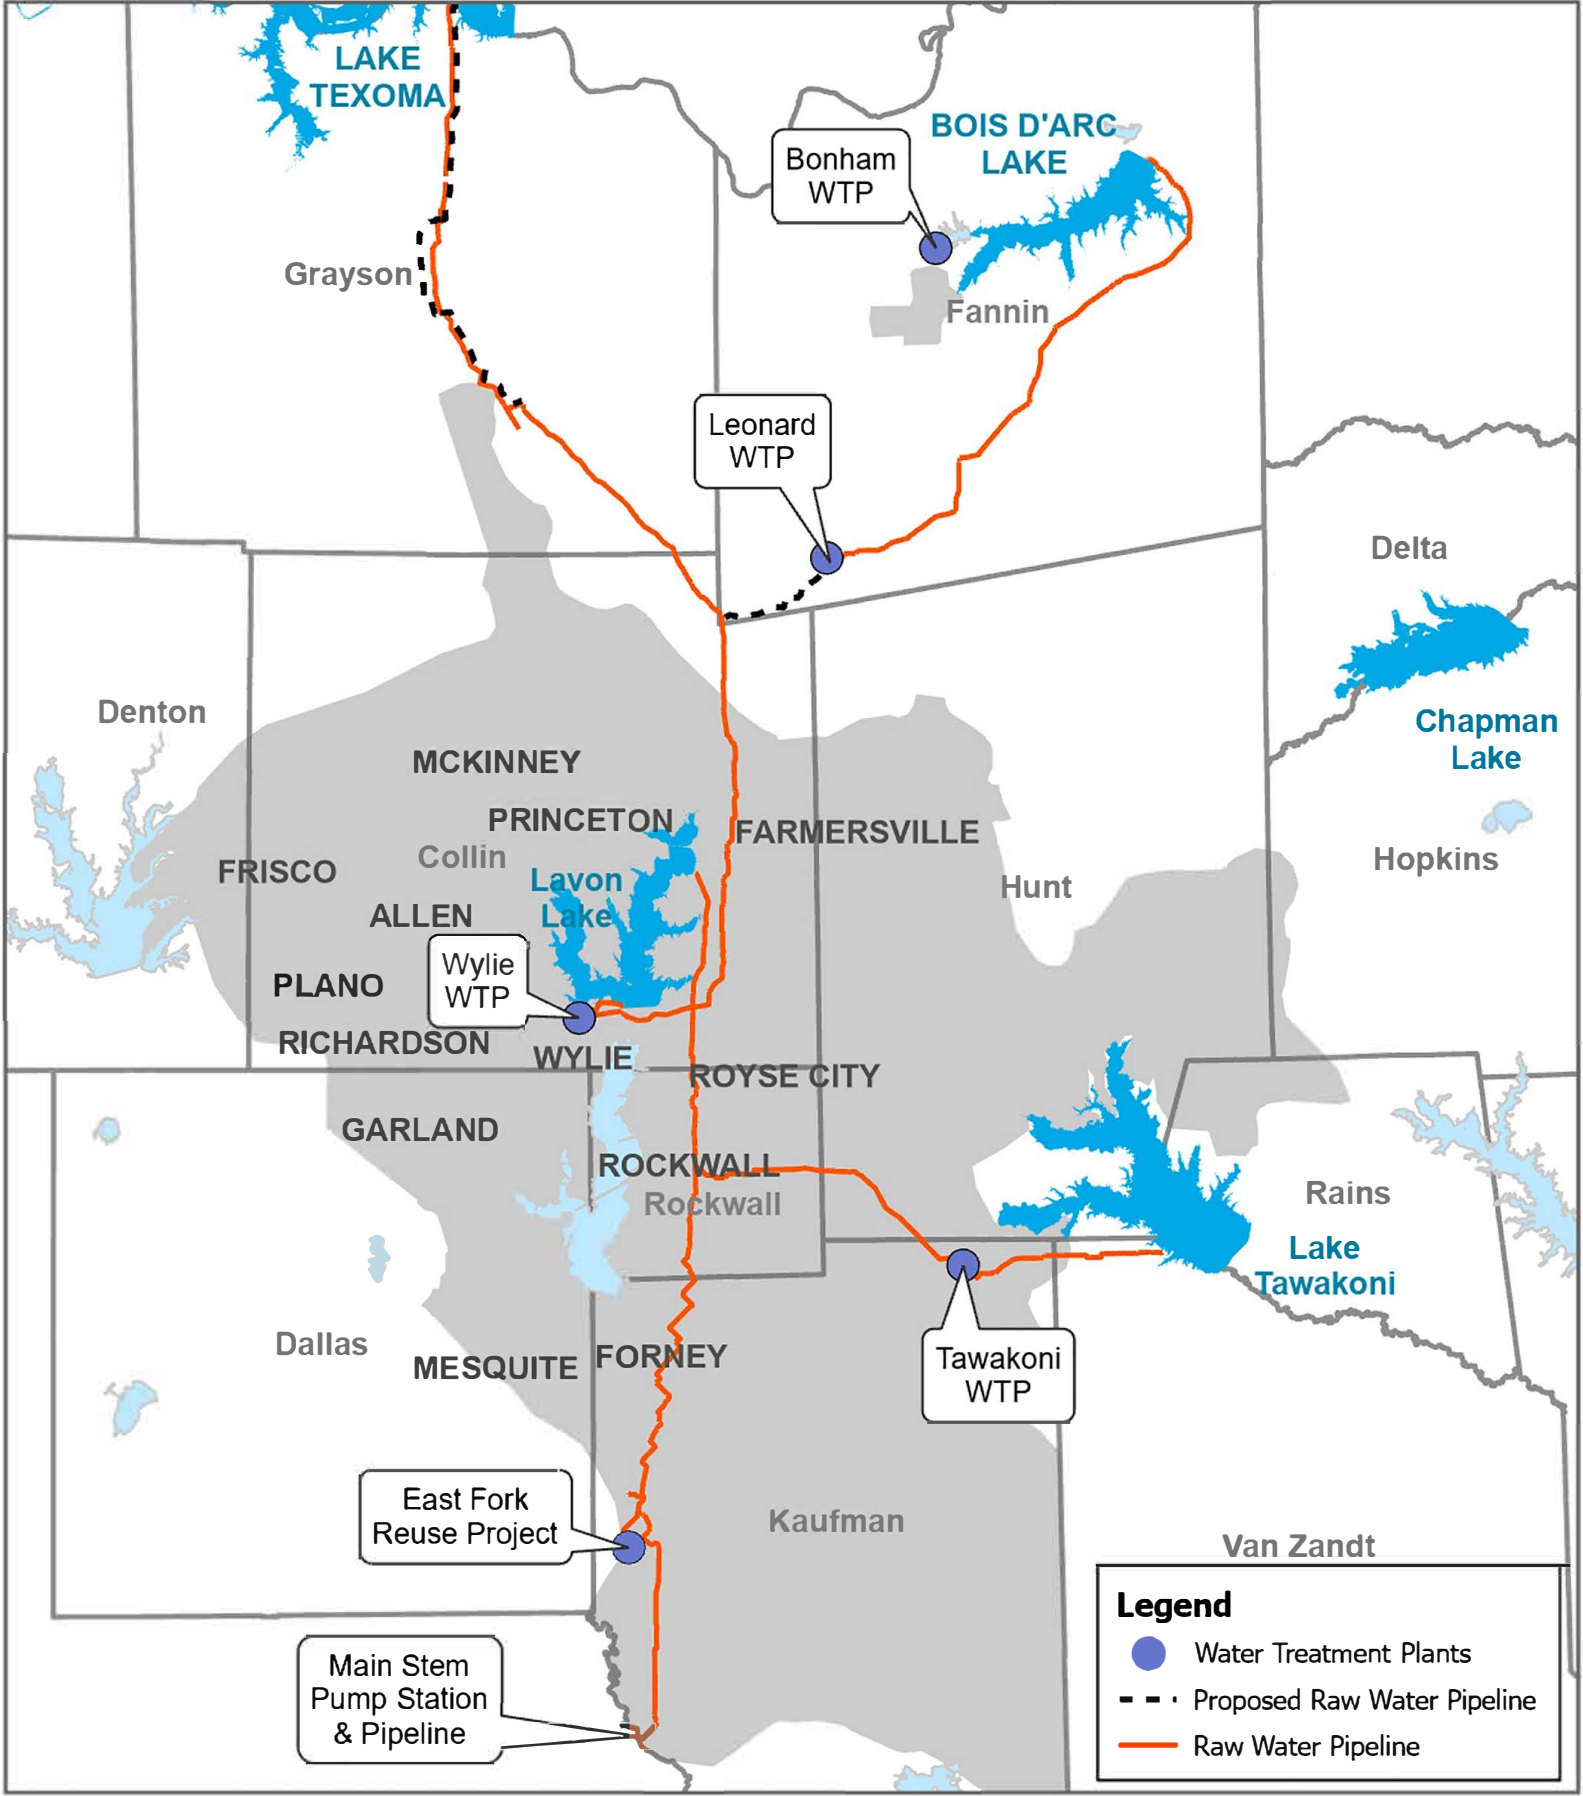 LAKE
TEXOMA
BOIS D'ARC
LAKE
Bonham
WTP
Grayson
Fannin
Leonard
WTP
Delta
Denton
Chapman
Lake
MCKINNEY
PRINCETON
FARMERSVILLE
Collin
FRISCO
Lavon
Lake
Hunt
Hopkins
ALLEN
Wylie
WTP
PLANO
RICHARDSON
WYLIE
ROYSE CITY
GARLAND
ROCKWALL
Rockwall
Rains
Lake
Tawakoni
Dallas
MESQUITE
FORNEY
Tawakoni
WTP
East Fork
Reuse Project
Kaufman
Van Zandt
Main Stem
Pump Station
& Pipeline
Legend
Water Treatment Plants
Proposed Raw Water Pipeline
Raw Water Pipeline